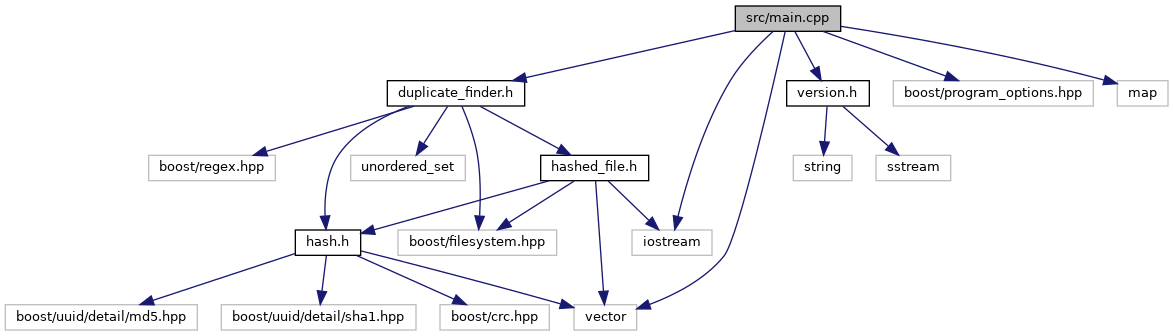 src/main.cpp
duplicate_finder.h
version.h
boost/program_options.hpp
map
boost/regex.hpp
unordered_set
hashed_file.h
string
sstream
hash.h
boost/filesystem.hpp
iostream
boost/uuid/detail/md5.hpp
boost/uuid/detail/sha1.hpp
boost/crc.hpp
vector